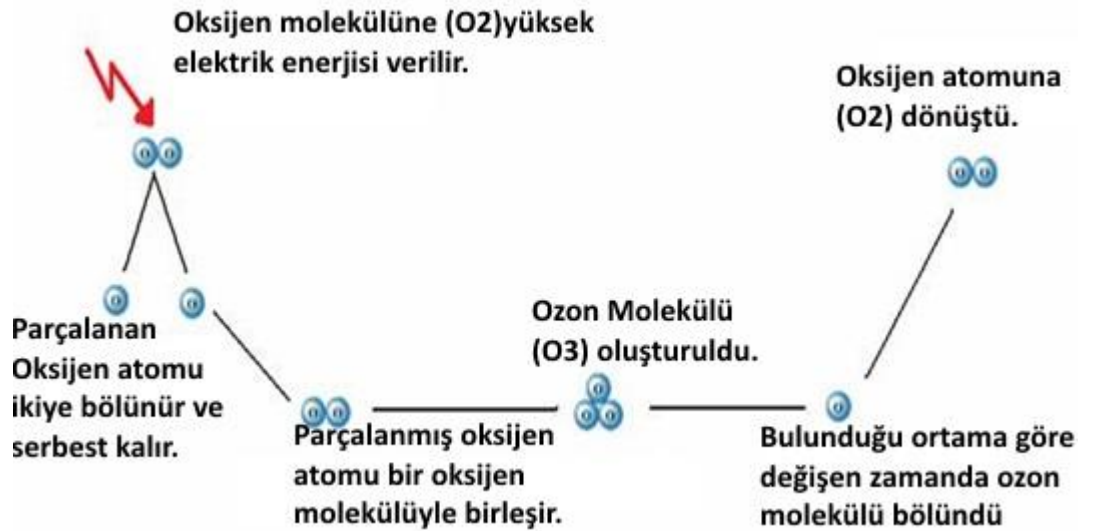 Oksijen molekülüne (O2)yüksek
elektrik enerjisi verilir.
Parçalanan
Oksijen atomu
ikiye bölünür ve
serbest kalır.
Parçalanmış oksijen
atomu bir oksijen
molekülüyle birleşir.
Ozon Molekülü
(O3) oluşturuldu.
Bulunduğu ortama göre
değişen zamanda ozon
molekülü bölündü
Oksijen atomuna
(O2) dönüştü.